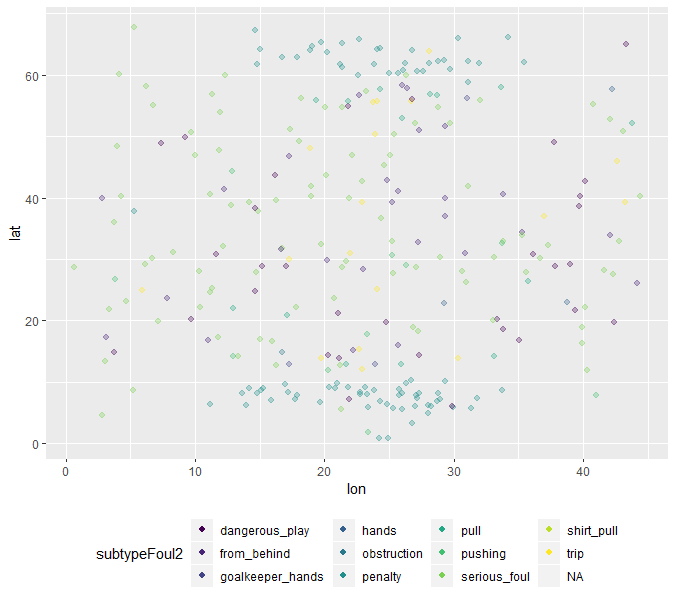 60
40
20
0
lat
0 10 20 30 40
lon
subtypeFoul2
dangerous_play hands pull shirt_pull
from_behind obstruction pushing trip
goalkeeper_hands penalty serious_foul NA